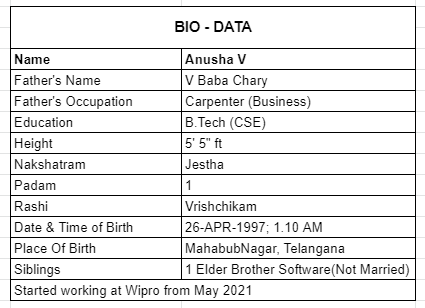 BIO - DATA
Name Anusha V
Father's Name V Baba Chary
Father's Occupation Carpenter (Business)
Education B.Tech (CSE)
Height 5' 5" ft
Nakshatram Jestha
Padam 1
Rashi Vrishchikam
Date & Time of Birth 26-APR-1997; 1.10 AM
Place Of Birth MahabubNagar, Telangana
Siblings 1 Elder Brother Software(Not Married)
Started working at Wipro from May 2021